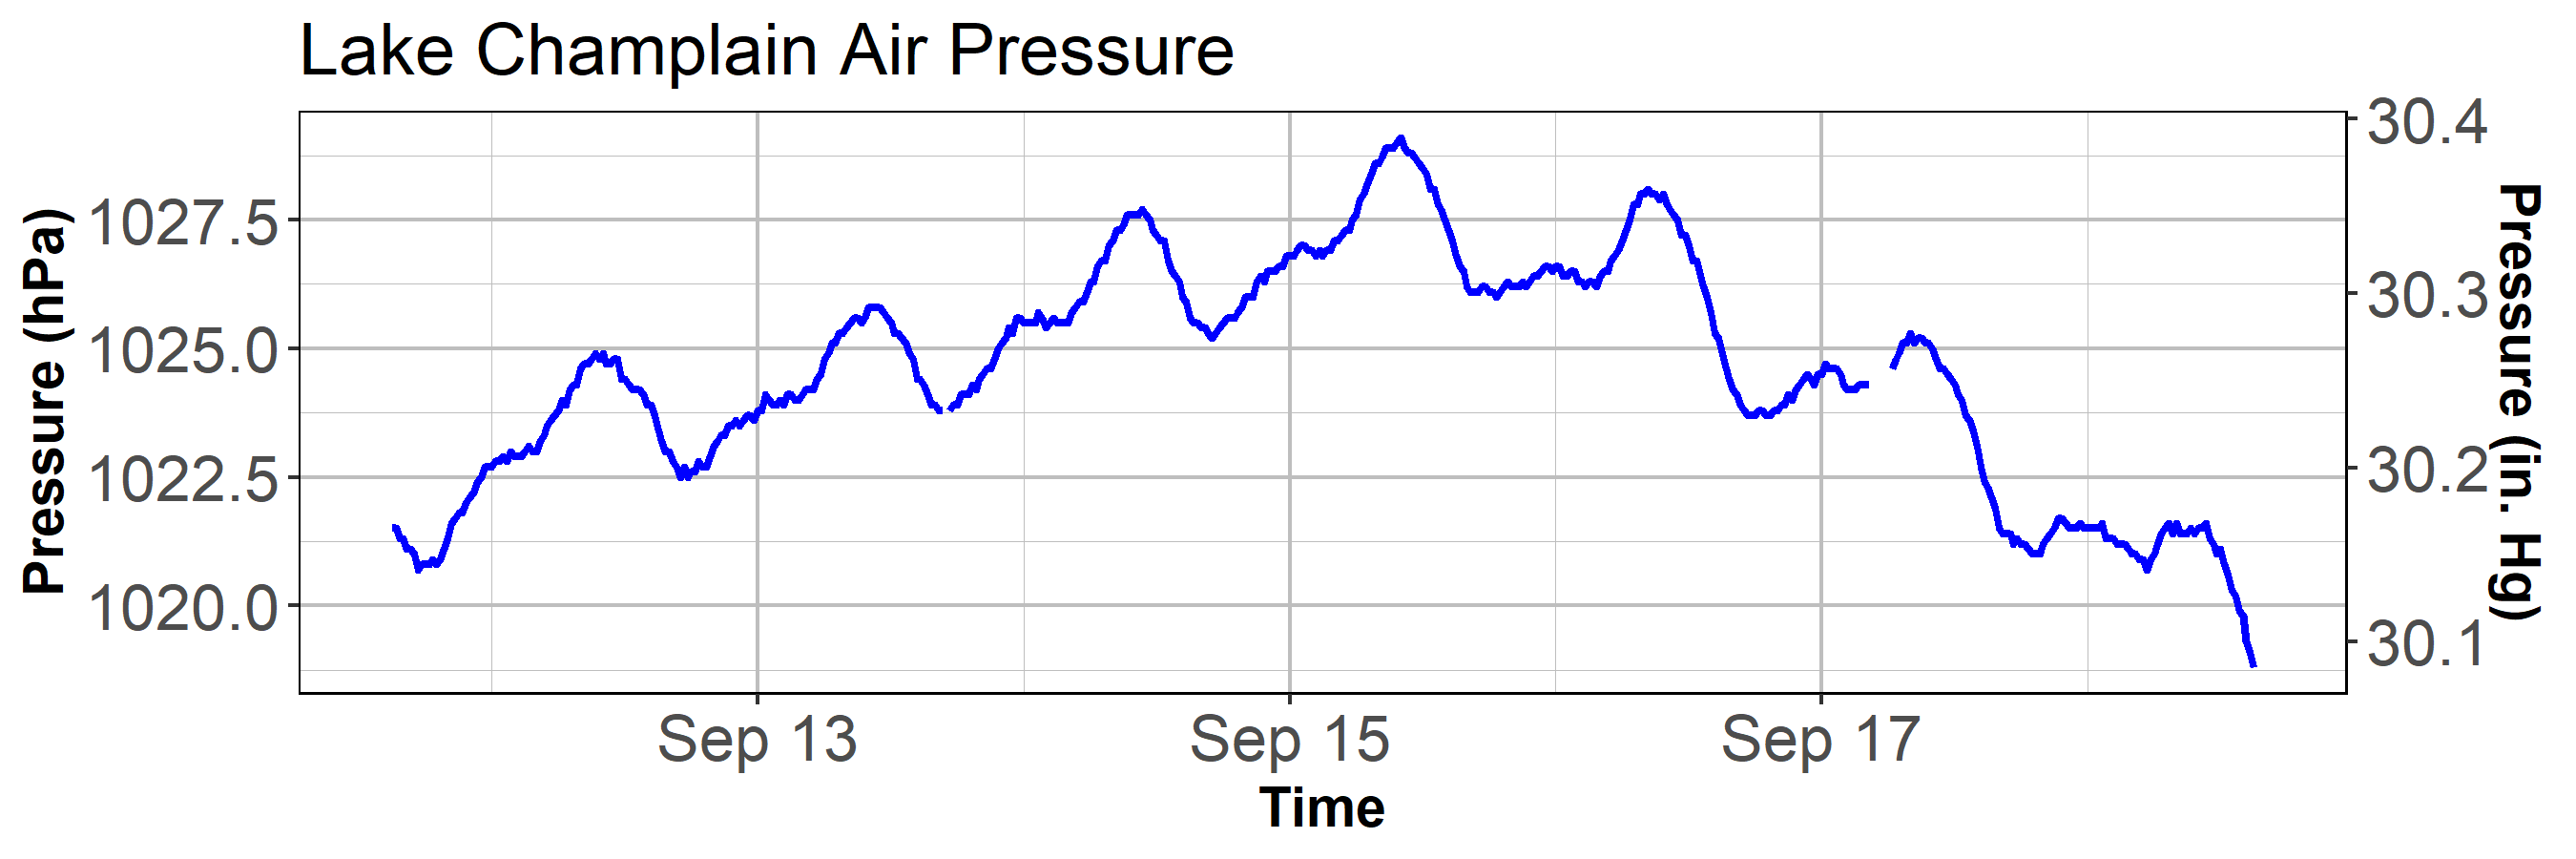 Lake Champlain Air Pressure
Pressure (hPa)
1027.5
1025.0
1022.5
1020.0
30.4
30.3
30.2
30.1
Pressure (in. Hg)
Sep 13
Sep 15
Sep 17
Time